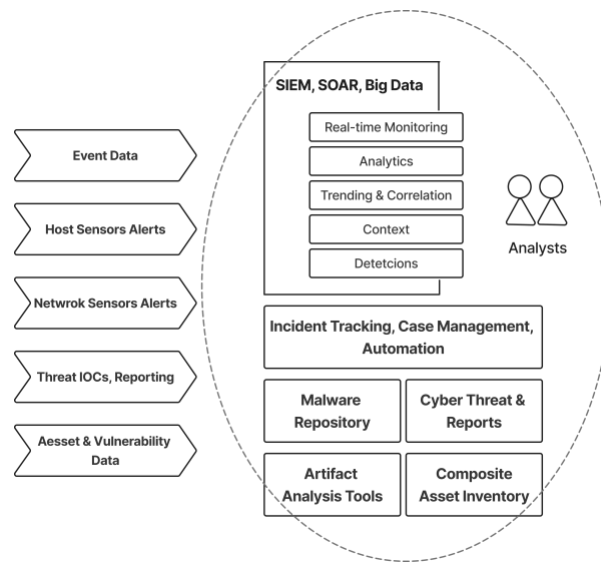 SIEM, SOAR, Big Data
Real-time Monitoring
Analytics
Trending & Correlation
Context
Detetcions
Event Data
Host Sensors Alerts
Netwrok Sensors Alerts
Threat IOCs, Reporting
Aesset & Vulnerability
Data
Analysts
Incident Tracking, Case Management,
Automation
Malware
Repository
Cyber Threat &
Reports
Artifact
Analysis Tools
Composite
Asset Inventory